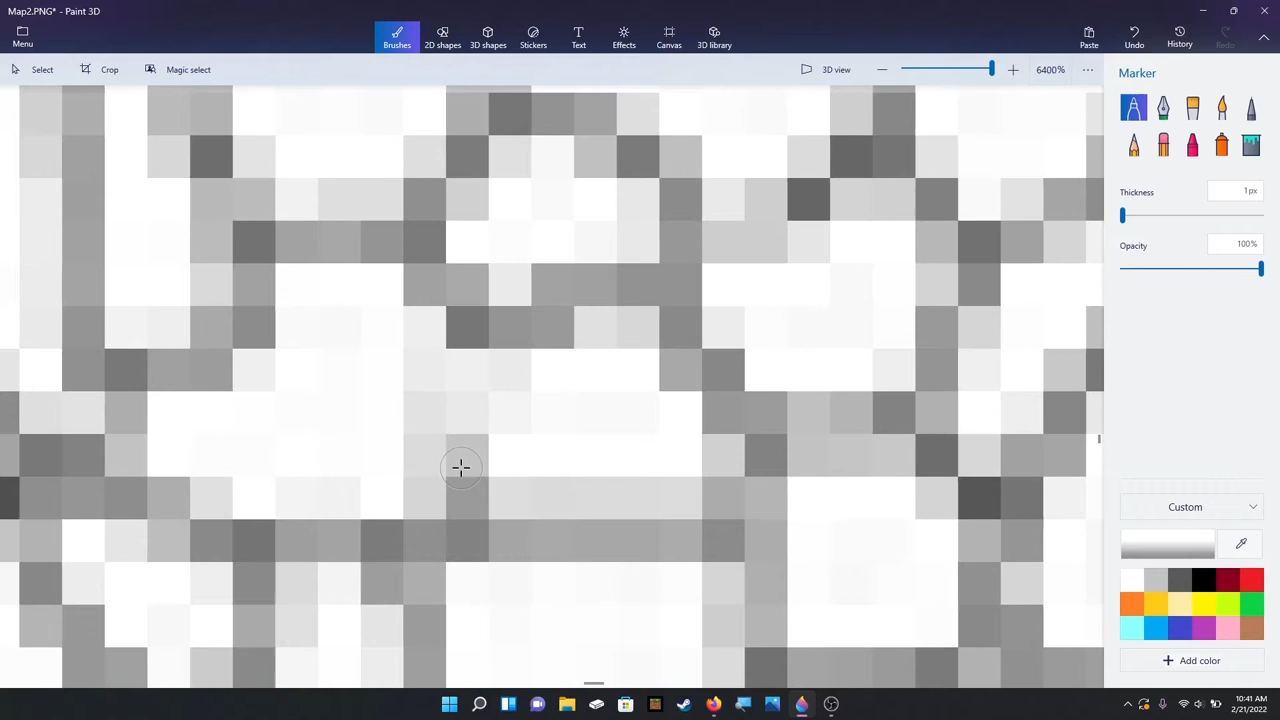 Map2.PNG* - Paint 3D
Menu
Brushes
2D shapes
3D shapes
Stickers
Text
Effects
Canvas
3D library
Paste
Undo
History
Redo
Select
Crop
Magic select
3D view
6400%
Marker
Thickness
1px
Opacity
100%
Custom
Add color
10:41 AM
2/21/2022